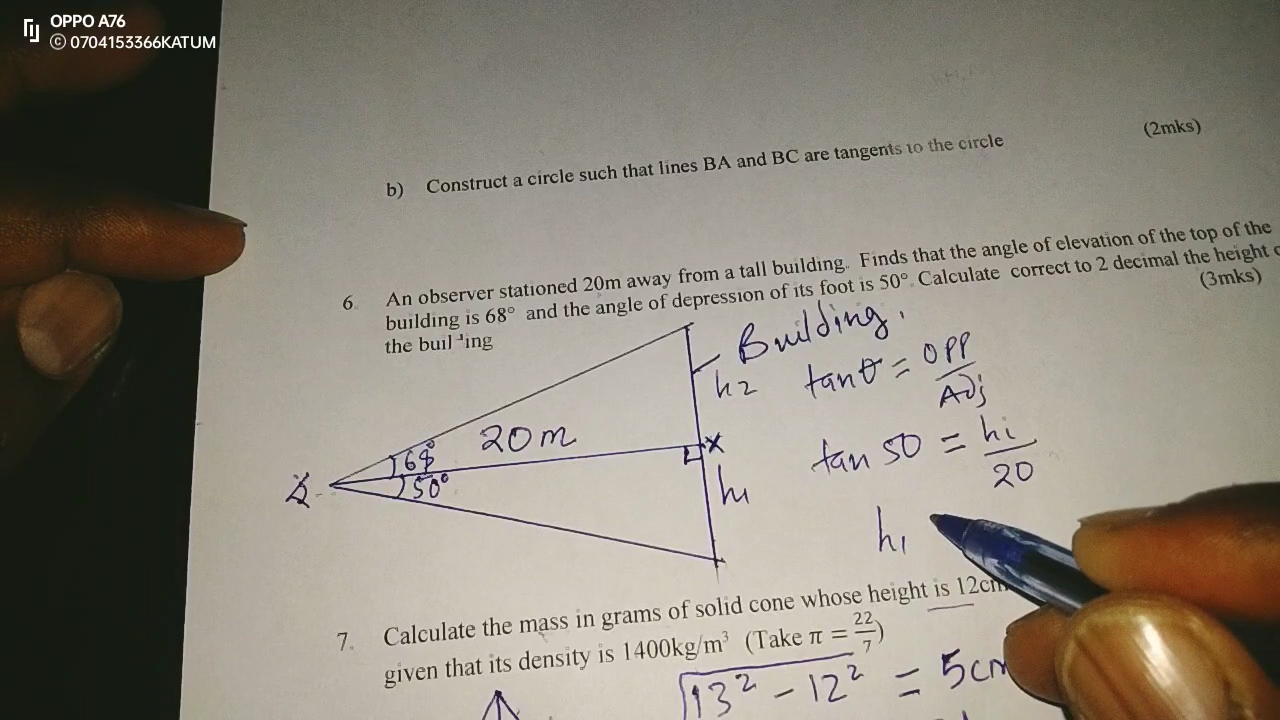 OPPO A76
© 0704153366KATUM
(2mks)
b) Construct a circle such that lines BA and BC are tangents to the circle
6. An observer stationed 20m away from a tall building. Finds that the angle of elevation of the top of the
building is 68° and the angle of depression of its foot is 50°. Calculate correct to 2 decimal the height
the building
(3mks)
Building.
h2
tanθ = OPP
Adj
20m
x
68°
50°
h1
tan 50 = h1
20
h1
7. Calculate the mass in grams of solid cone whose height is 12cm
given that its density is 1400kg/m³ (Take π = 22/7)
√13² - 12² = 5cm